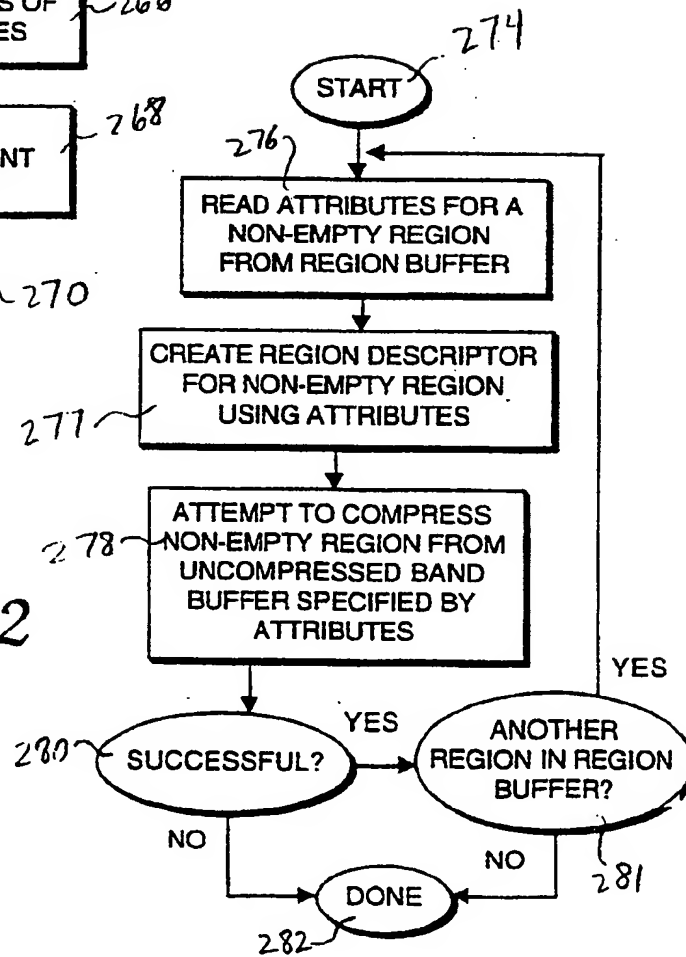 S OF
ES
266
NT
268
270
START
274
276
READ ATTRIBUTES FOR A
NON-EMPTY REGION
FROM REGION BUFFER
CREATE REGION DESCRIPTOR
FOR NON-EMPTY REGION
USING ATTRIBUTES
277
ATTEMPT TO COMPRESS
NON-EMPTY REGION FROM
UNCOMPRESSED BAND
BUFFER SPECIFIED BY
ATTRIBUTES
278
2
YES
280
SUCCESSFUL?
YES
ANOTHER
REGION IN REGION
BUFFER?
NO
NO
281
DONE
282